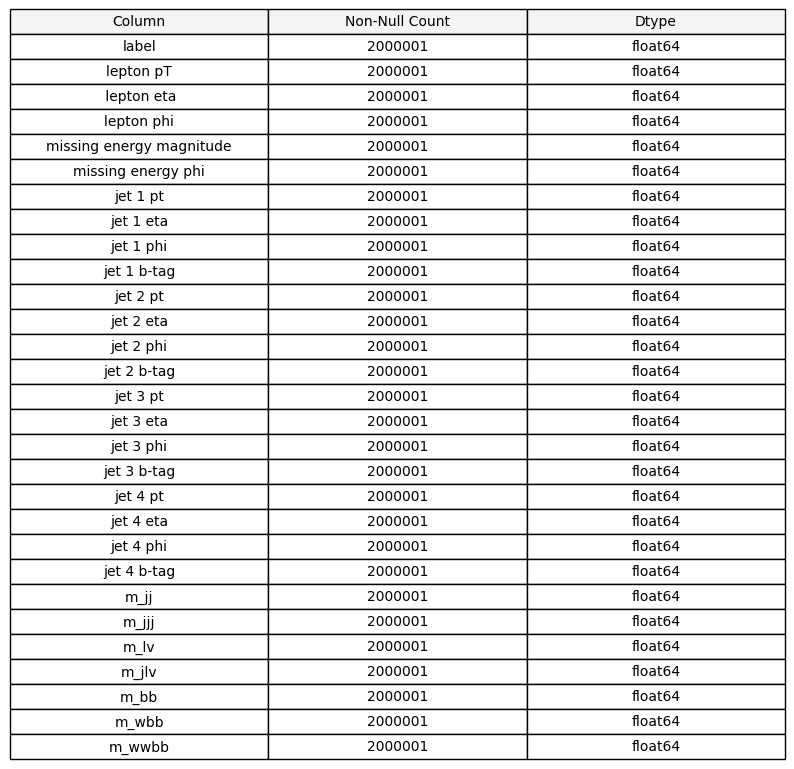 Column Non-Null Count Dtype
label 2000001 float64
lepton pT 2000001 float64
lepton eta 2000001 float64
lepton phi 2000001 float64
missing energy magnitude 2000001 float64
missing energy phi 2000001 float64
jet 1 pt 2000001 float64
jet 1 eta 2000001 float64
jet 1 phi 2000001 float64
jet 1 b-tag 2000001 float64
jet 2 pt 2000001 float64
jet 2 eta 2000001 float64
jet 2 phi 2000001 float64
jet 2 b-tag 2000001 float64
jet 3 pt 2000001 float64
jet 3 eta 2000001 float64
jet 3 phi 2000001 float64
jet 3 b-tag 2000001 float64
jet 4 pt 2000001 float64
jet 4 eta 2000001 float64
jet 4 phi 2000001 float64
jet 4 b-tag 2000001 float64
m_jj 2000001 float64
m_jjj 2000001 float64
m_lv 2000001 float64
m_jlv 2000001 float64
m_bb 2000001 float64
m_wbb 2000001 float64
m_wwbb 2000001 float64